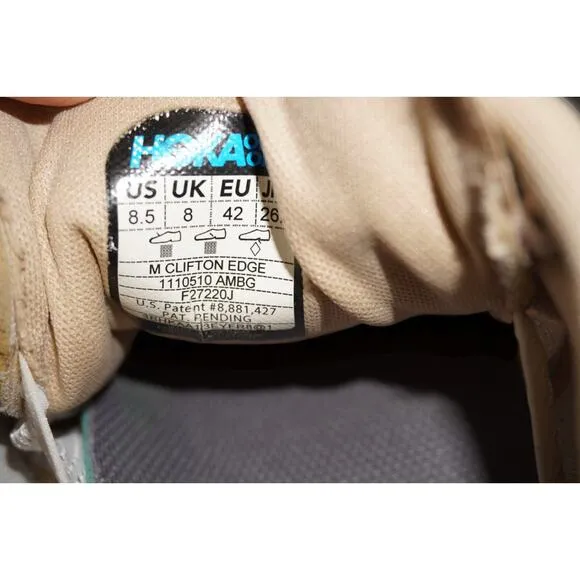 HOKA
US UK EU
8.5 8 42 26.
M CLIFTON EDGE
1110510 AMBG
F27220J
U.S. Patent #8,881,427
PAT. PENDING